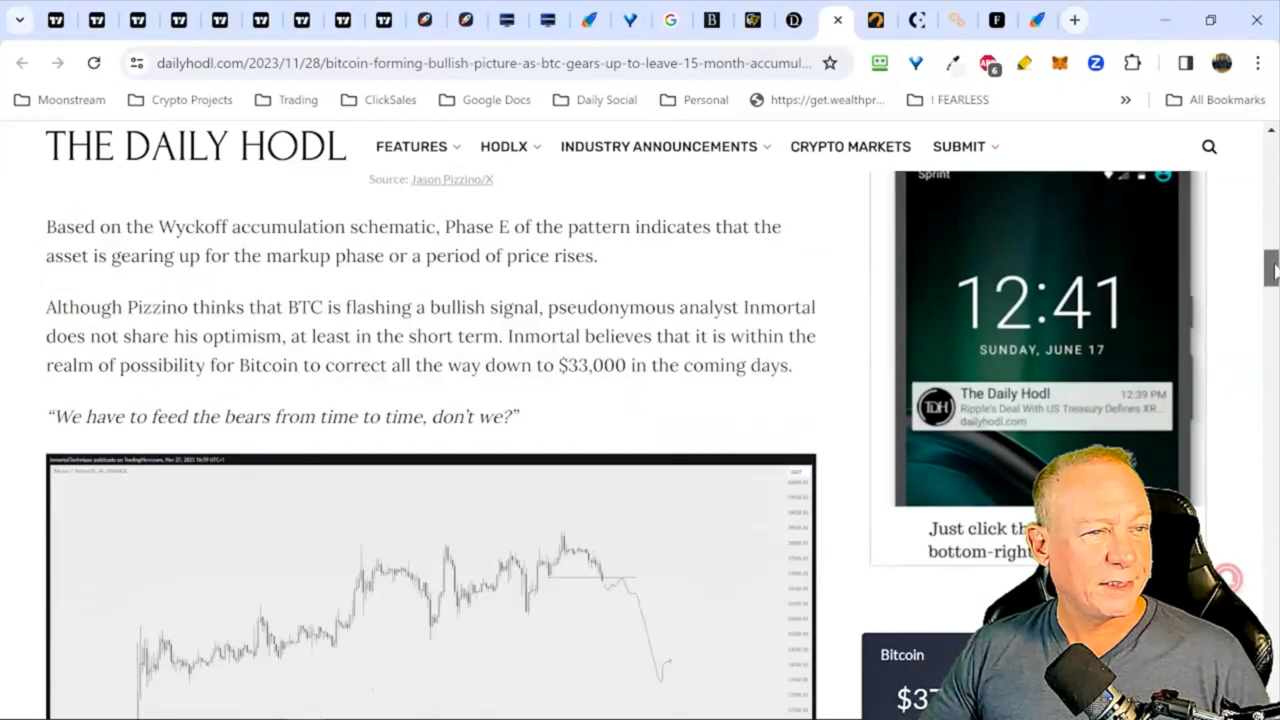 dailyhodl.com/2023/11/28/bitcoin-forming-bullish-picture-as-btc-gears-up-to-leave-15-month-accumul...
6
Moonstream
Crypto Projects
Trading
ClickSales
Google Docs
Daily Social
Personal
https://get.wealthpr...
! FEARLESS
»
All Bookmarks
THE DAILY HODL
FEATURES
HODLX
INDUSTRY ANNOUNCEMENTS
CRYPTO MARKETS
SUBMIT
Source: Jason Pizzino/X
Based on the Wyckoff accumulation schematic, Phase E of the pattern indicates that the
asset is gearing up for the markup phase or a period of price rises.
Although Pizzino thinks that BTC is flashing a bullish signal, pseudonymous analyst Inmortal
does not share his optimism, at least in the short term. Inmortal believes that it is within the
realm of possibility for Bitcoin to correct all the way down to $33,000 in the coming days.
“We have to feed the bears from time to time, don’t we?”
Sprint
12:41
SUNDAY, JUNE 17
TDH
The Daily Hodl
12:39 PM
Ripple's Deal With US Treasury Defines XR...
dailyhodl.com
Just click th
bottom-right
Bitcoin
$37